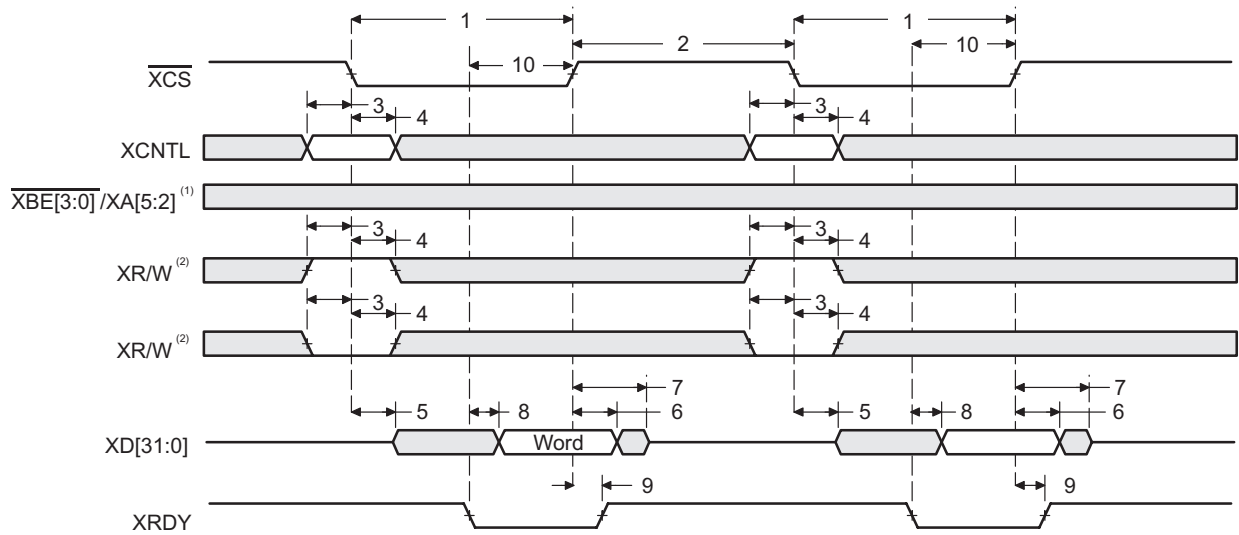 1 1
10 2 10
XCS
3 3
4 4
XCNTL
XBE[3:0]/XA[5:2] (1)
3 3
4 4
XR/W (2)
3 3
4 4
XR/W (2)
7 7
5 8 6 5 8 6
XD[31:0] Word
9 9
XRDY